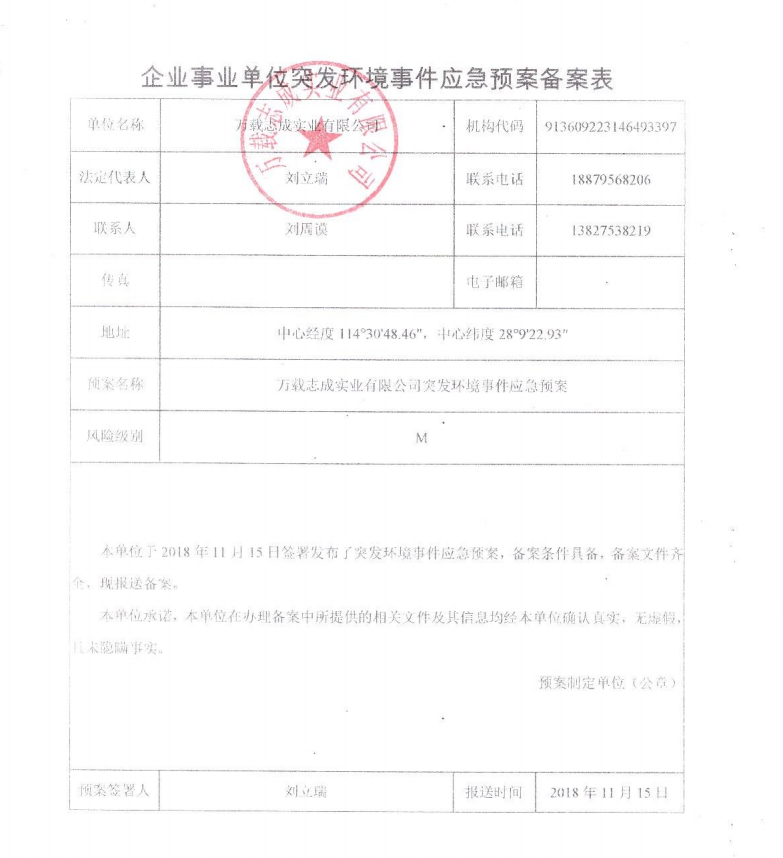 企业事业单位突发环境事件应急预案备案表
单位名称 万载志成实业有限公司 机构代码 913609223146493397
万载志成实业有限公司
法定代表人 刘立瑞 联系电话 18879568206
联系人 刘周谟 联系电话 13827538219
传真 电子邮箱
地址 中心经度 114°30'48.46"，中心纬度 28°9'22.93"
预案名称 万载志成实业有限公司突发环境事件应急预案
风险级别 M
本单位于 2018 年 11 月 15 日签署发布了突发环境事件应急预案，备案条件具备，备案文件齐
全，现报送备案。
本单位承诺，本单位在办理备案中所提供的相关文件及其信息均经本单位确认真实，无虚假，
且未隐瞒事实。
预案制定单位（公章）
预案签署人 刘立瑞 报送时间 2018 年 11 月 15 日